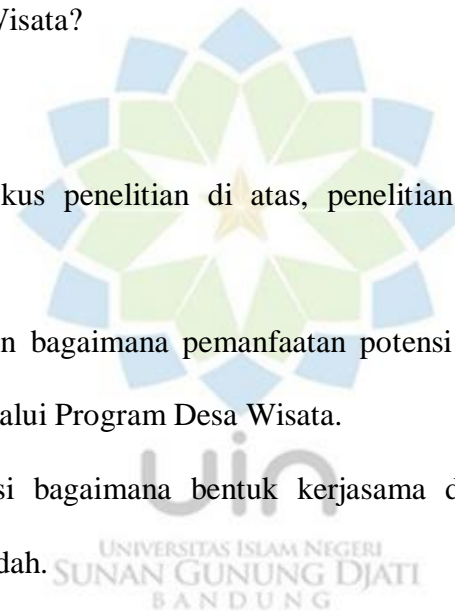 Wisata?
kus penelitian di atas, penelitian
n bagaimana pemanfaatan potensi
alui Program Desa Wisata.
si bagaimana bentuk kerjasama d
dah.
uin
UNIVERSITAS ISLAM NEGERI
SUNAN GUNUNG DJATI
BANDUNG